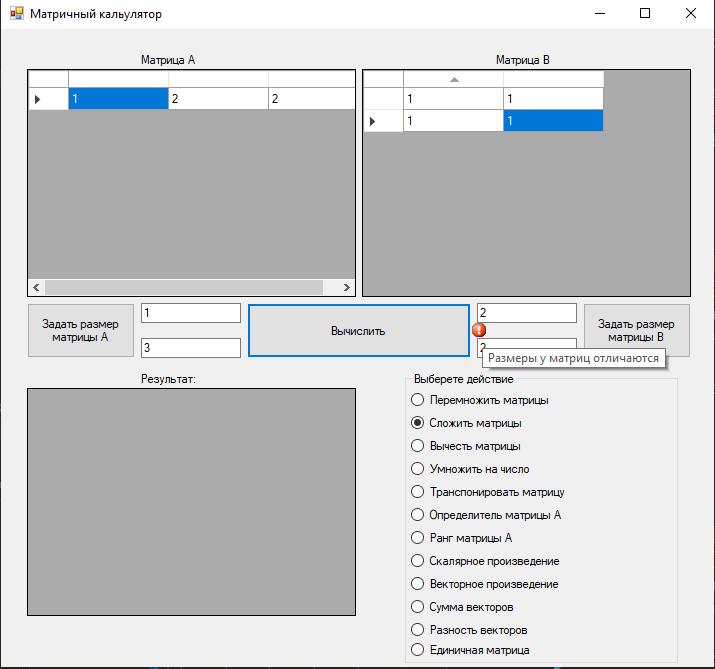 Матричный кальулятор
Матрица А
Матрица В
1 2 2
1 1
1 1
Задать размер
матрицы А
1
3
Вычислить
2
2
Задать размер
матрицы В
Размеры у матриц отличаются
Результат:
Выберете действие
Перемножить матрицы
Сложить матрицы
Вычесть матрицы
Умножить на число
Транспонировать матрицу
Определитель матрицы А
Ранг матрицы А
Скалярное произведение
Векторное произведение
Сумма векторов
Разность векторов
Единичная матрица